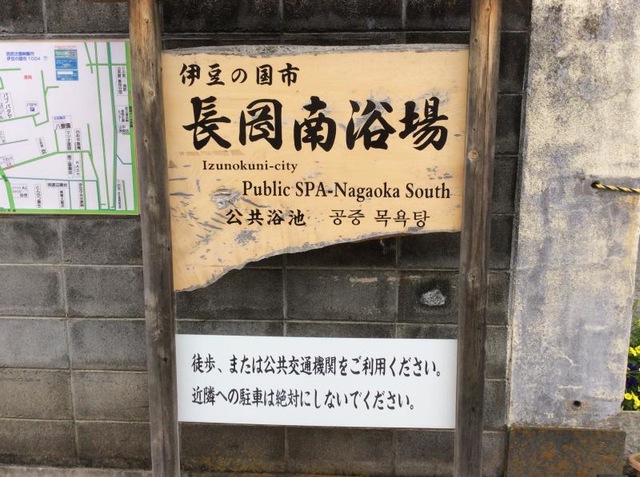 伊豆の国市
長岡南浴場
Izunokuni-city
Public SPA-Nagaoka South
公共浴池 공중 목욕탕
徒歩、または公共交通機関をご利用ください。
近隣への駐車は絶対にしないでください。